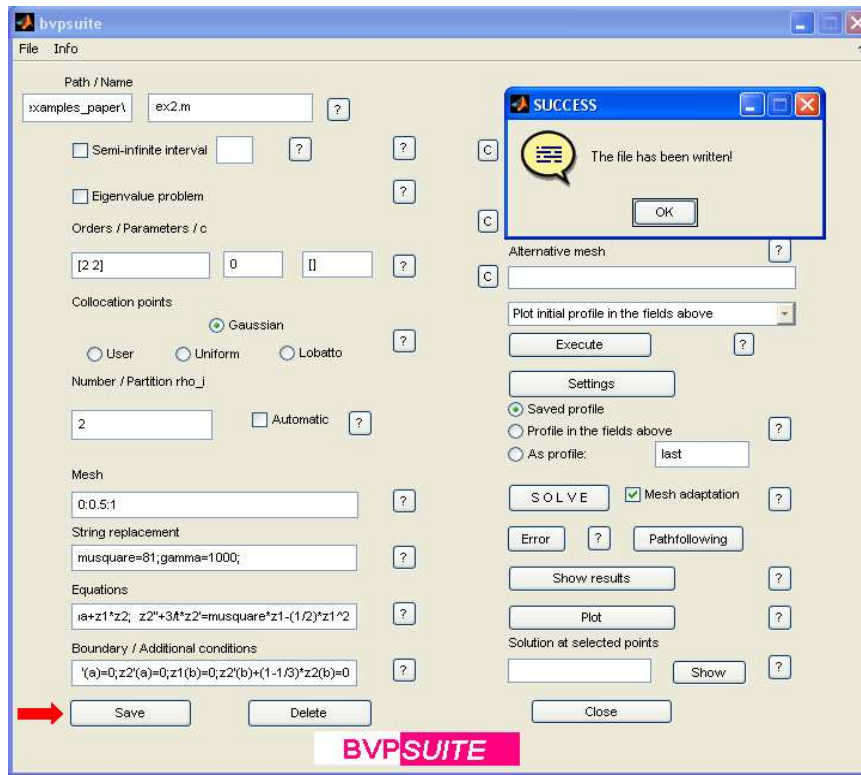 bvpsuite
File Info
Path / Name
:xamples_paper\ ex2.m ?
Semi-infinite interval ? ?
Eigenvalue problem ?
Orders / Parameters / c
[2 2] 0 [] ?
Collocation points
Gaussian
User Uniform Lobatto ?
Number / Partition rho_i
2 Automatic ?
Mesh
0:0.5:1 ?
String replacement
musquare=81;gamma=1000; ?
Equations
ıa+z1*z2; z2''+3/t*z2'=musquare*z1-(1/2)*z1^2 ?
Boundary / Additional conditions
'(a)=0;z2'(a)=0;z1(b)=0;z2'(b)+(1-1/3)*z2(b)=0 ?
Save Delete
SUCCESS
The file has been written!
OK
C
C
Alternative mesh ?
C
Plot initial profile in the fields above
Execute ?
Settings
Saved profile
Profile in the fields above ?
As profile: last
S O L V E Mesh adaptation ?
Error ? Pathfollowing
Show results ?
Plot ?
Solution at selected points
Show ?
Close
BVPSUITE